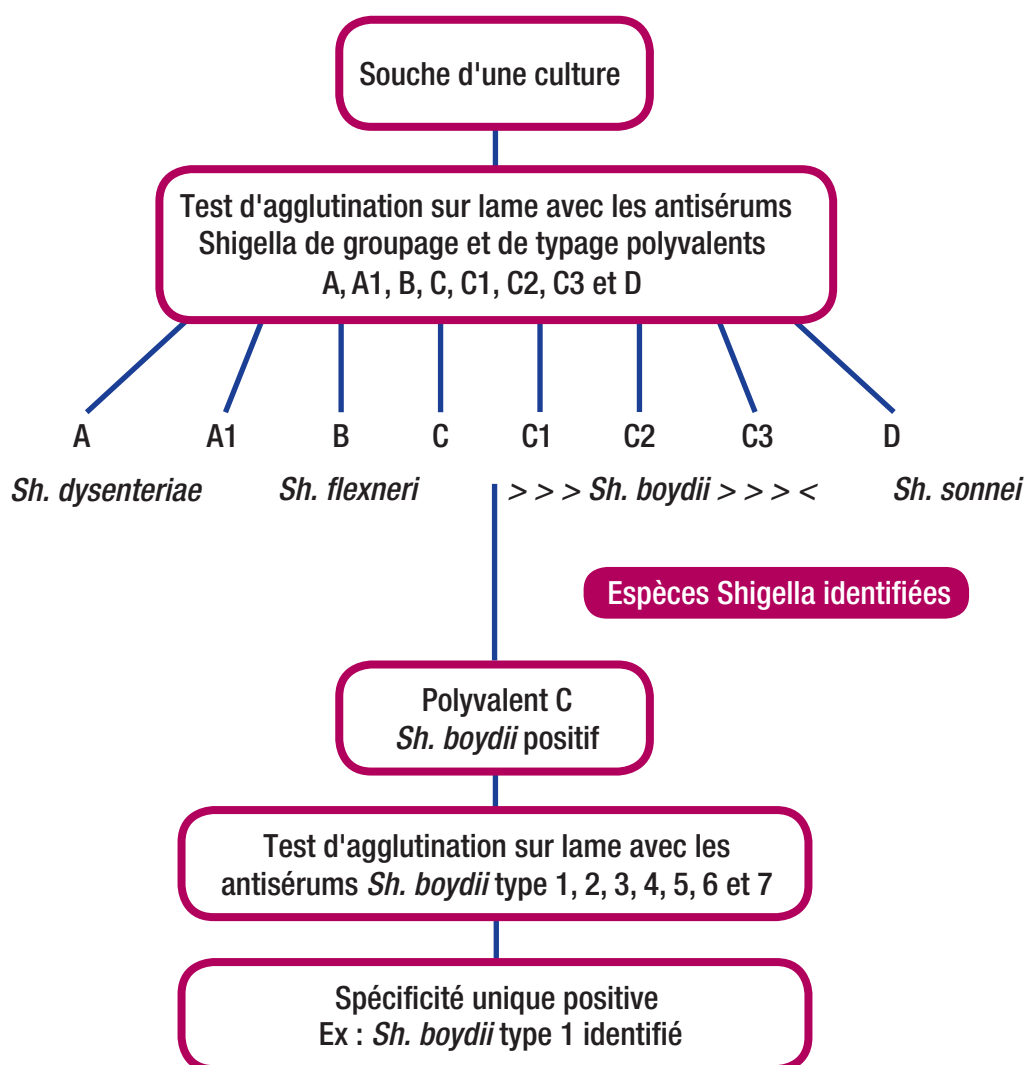 Souche d'une culture
Test d'agglutination sur lame avec les antisérums
Shigella de groupage et de typage polyvalents
A, A1, B, C, C1, C2, C3 et D
A A1 B C C1 C2 C3 D
Sh. dysenteriae Sh. flexneri > > > Sh. boydii > > > < Sh. sonnei
Espèces Shigella identifiées
Polyvalent C
Sh. boydii positif
Test d'agglutination sur lame avec les
antisérums Sh. boydii type 1, 2, 3, 4, 5, 6 et 7
Spécificité unique positive
Ex : Sh. boydii type 1 identifié